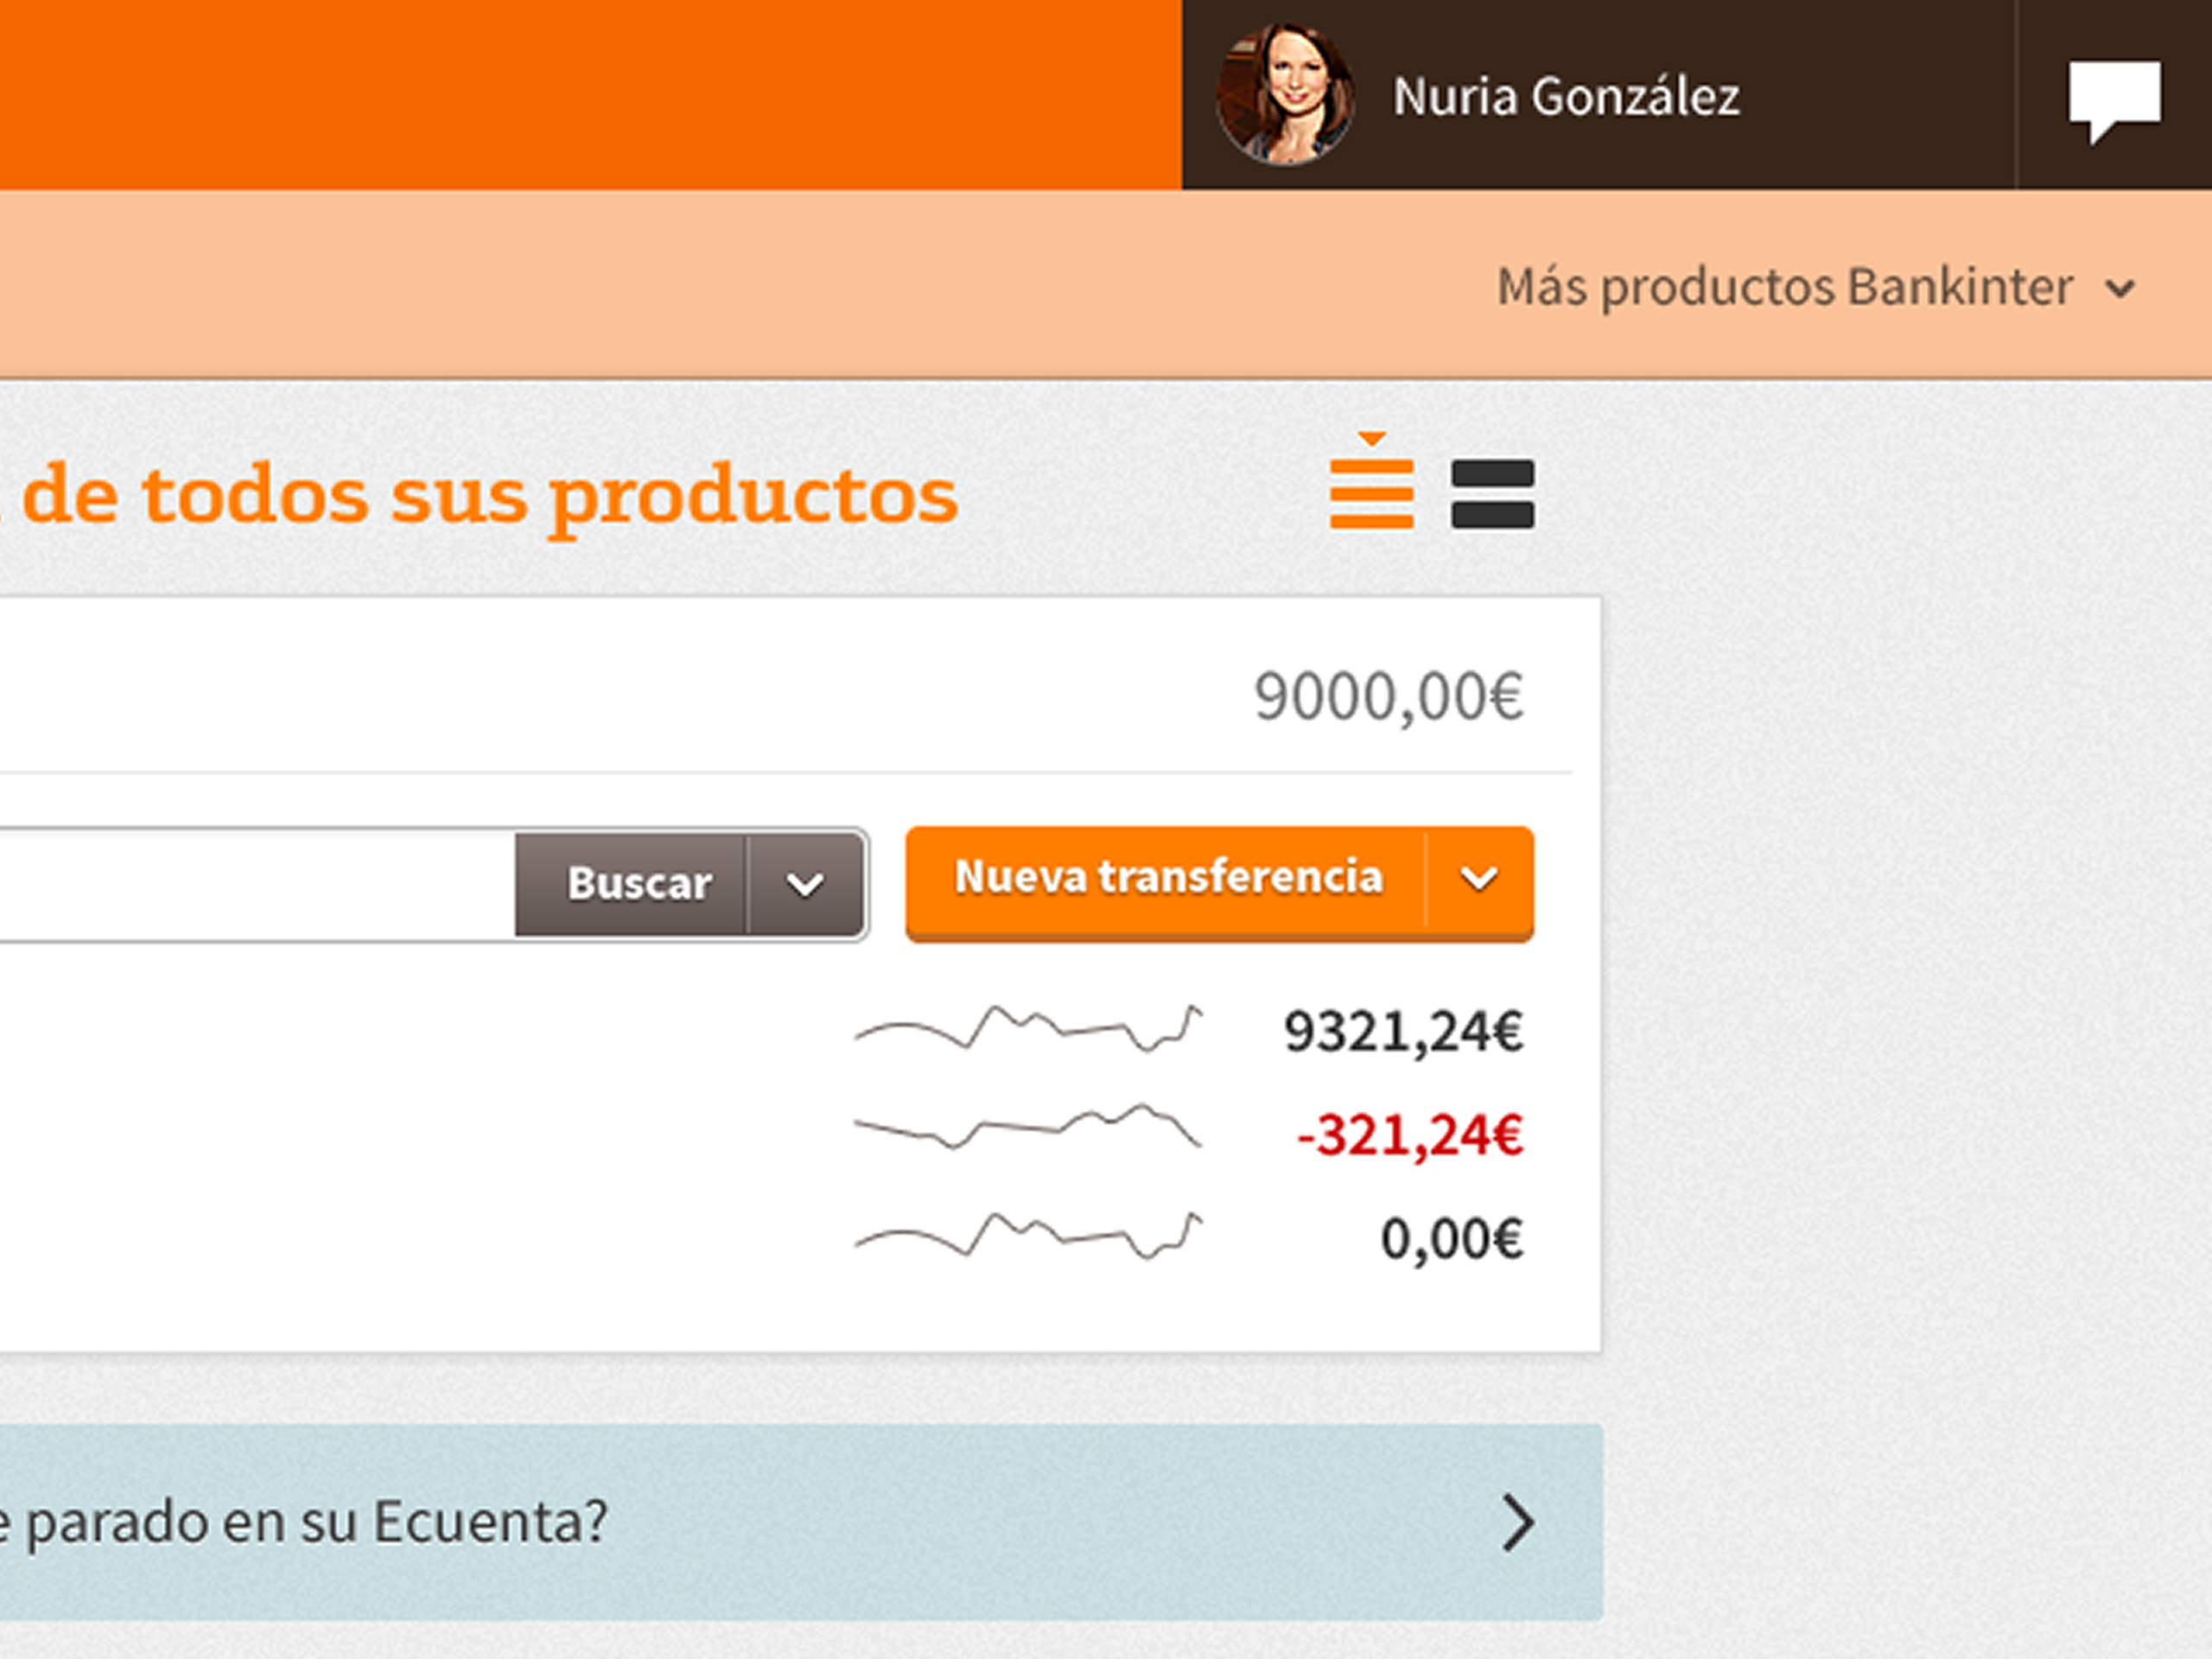 Nuria González
Más productos Bankinter
de todos sus productos
9000,00€
Buscar
Nueva transferencia
9321,24€
-321,24€
0,00€
e parado en su Ecuenta?